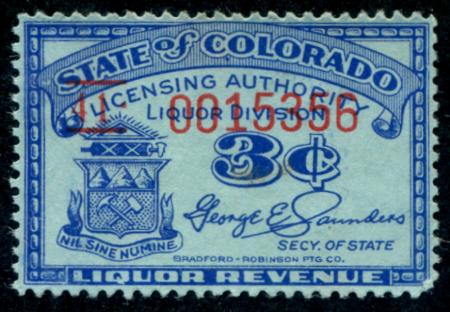 STATE of COLORADO
LICENSING AUTHORITY
II 0015356
LIQUOR DIVISION
3¢
George E. Saunders
NIL SINE NUMINE
SECY. OF STATE
BRADFORD-ROBINSON PTG CO.
LIQUOR REVENUE